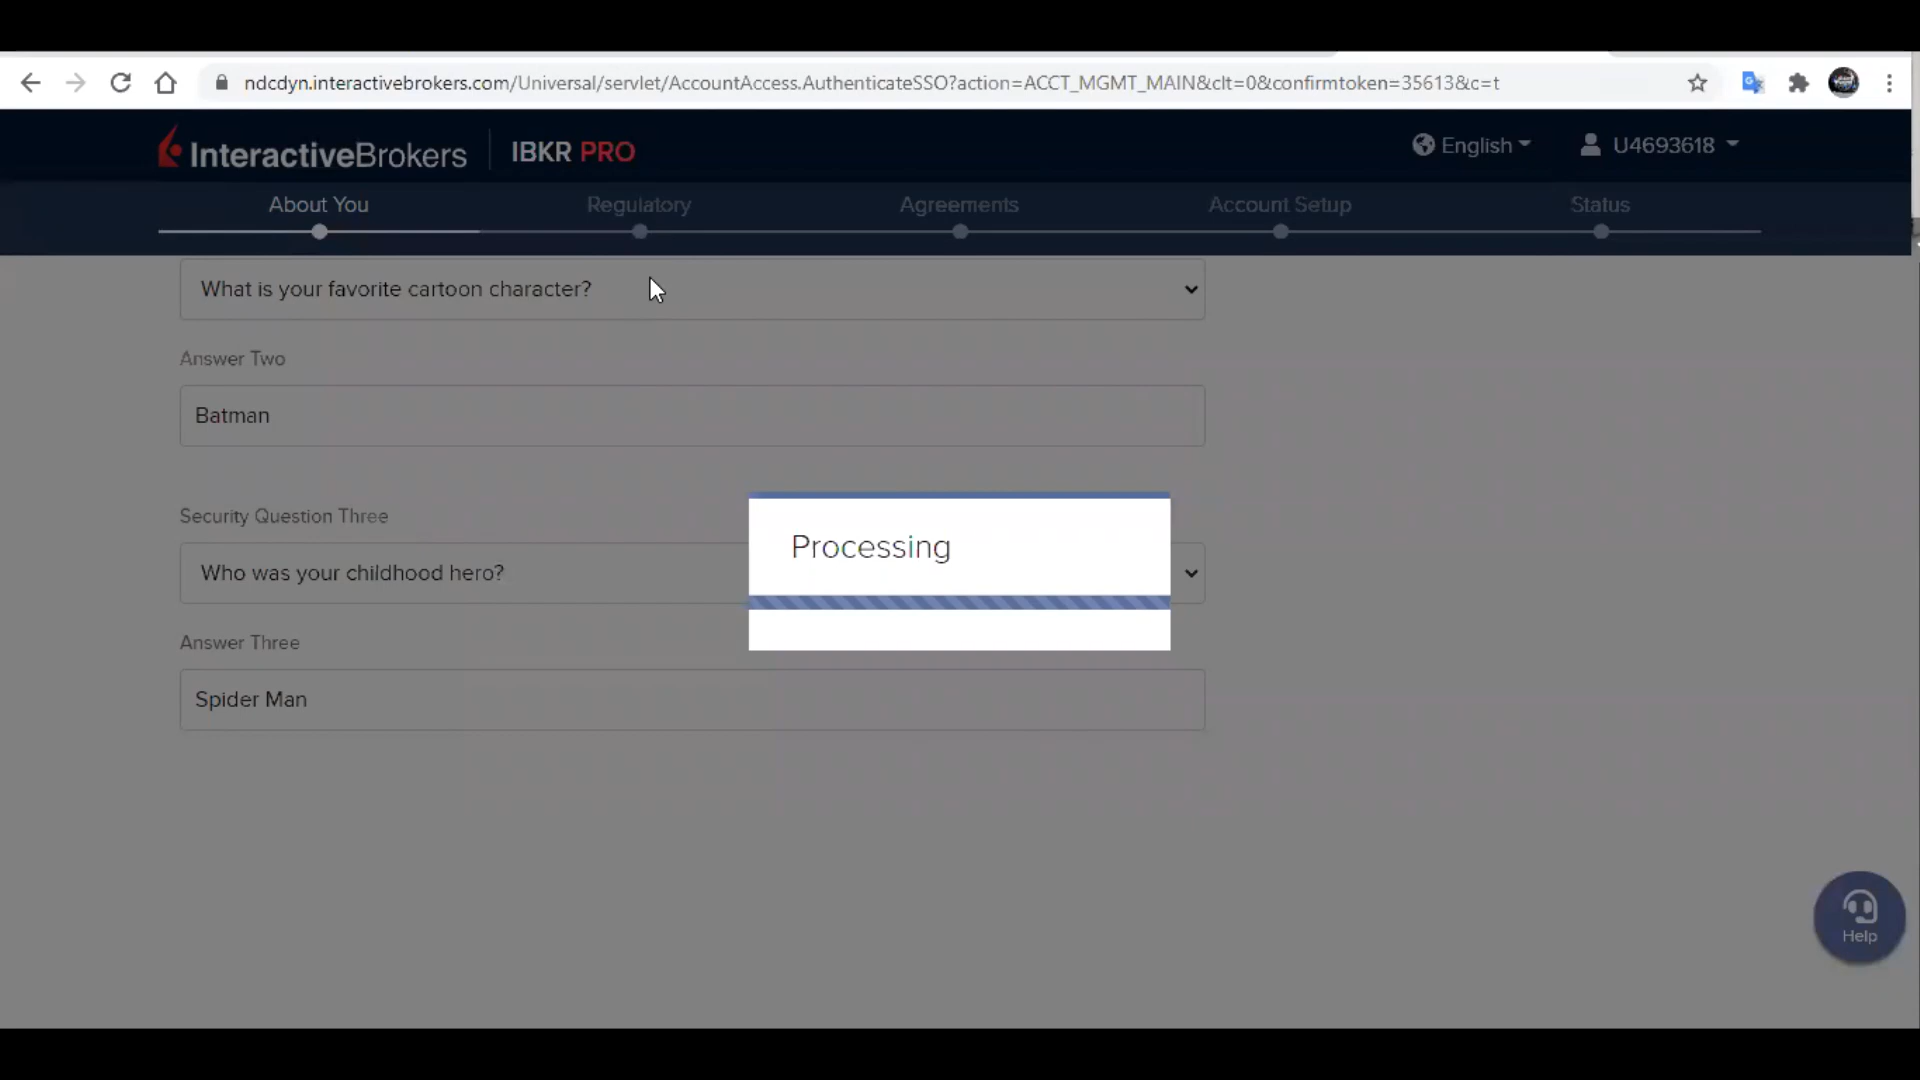 ndcdyn.interactivebrokers.com/Universal/servlet/AccountAccess.AuthenticateSSO?action=ACCT_MGMT_MAIN&clt=0&confirmtoken=35613&c=t
InteractiveBrokers IBKR PRO English U4693618
About You Regulatory Agreements Account Setup Status
What is your favorite cartoon character?
Answer Two
Batman
Security Question Three
Processing
Who was your childhood hero?
Answer Three
Spider Man
Help